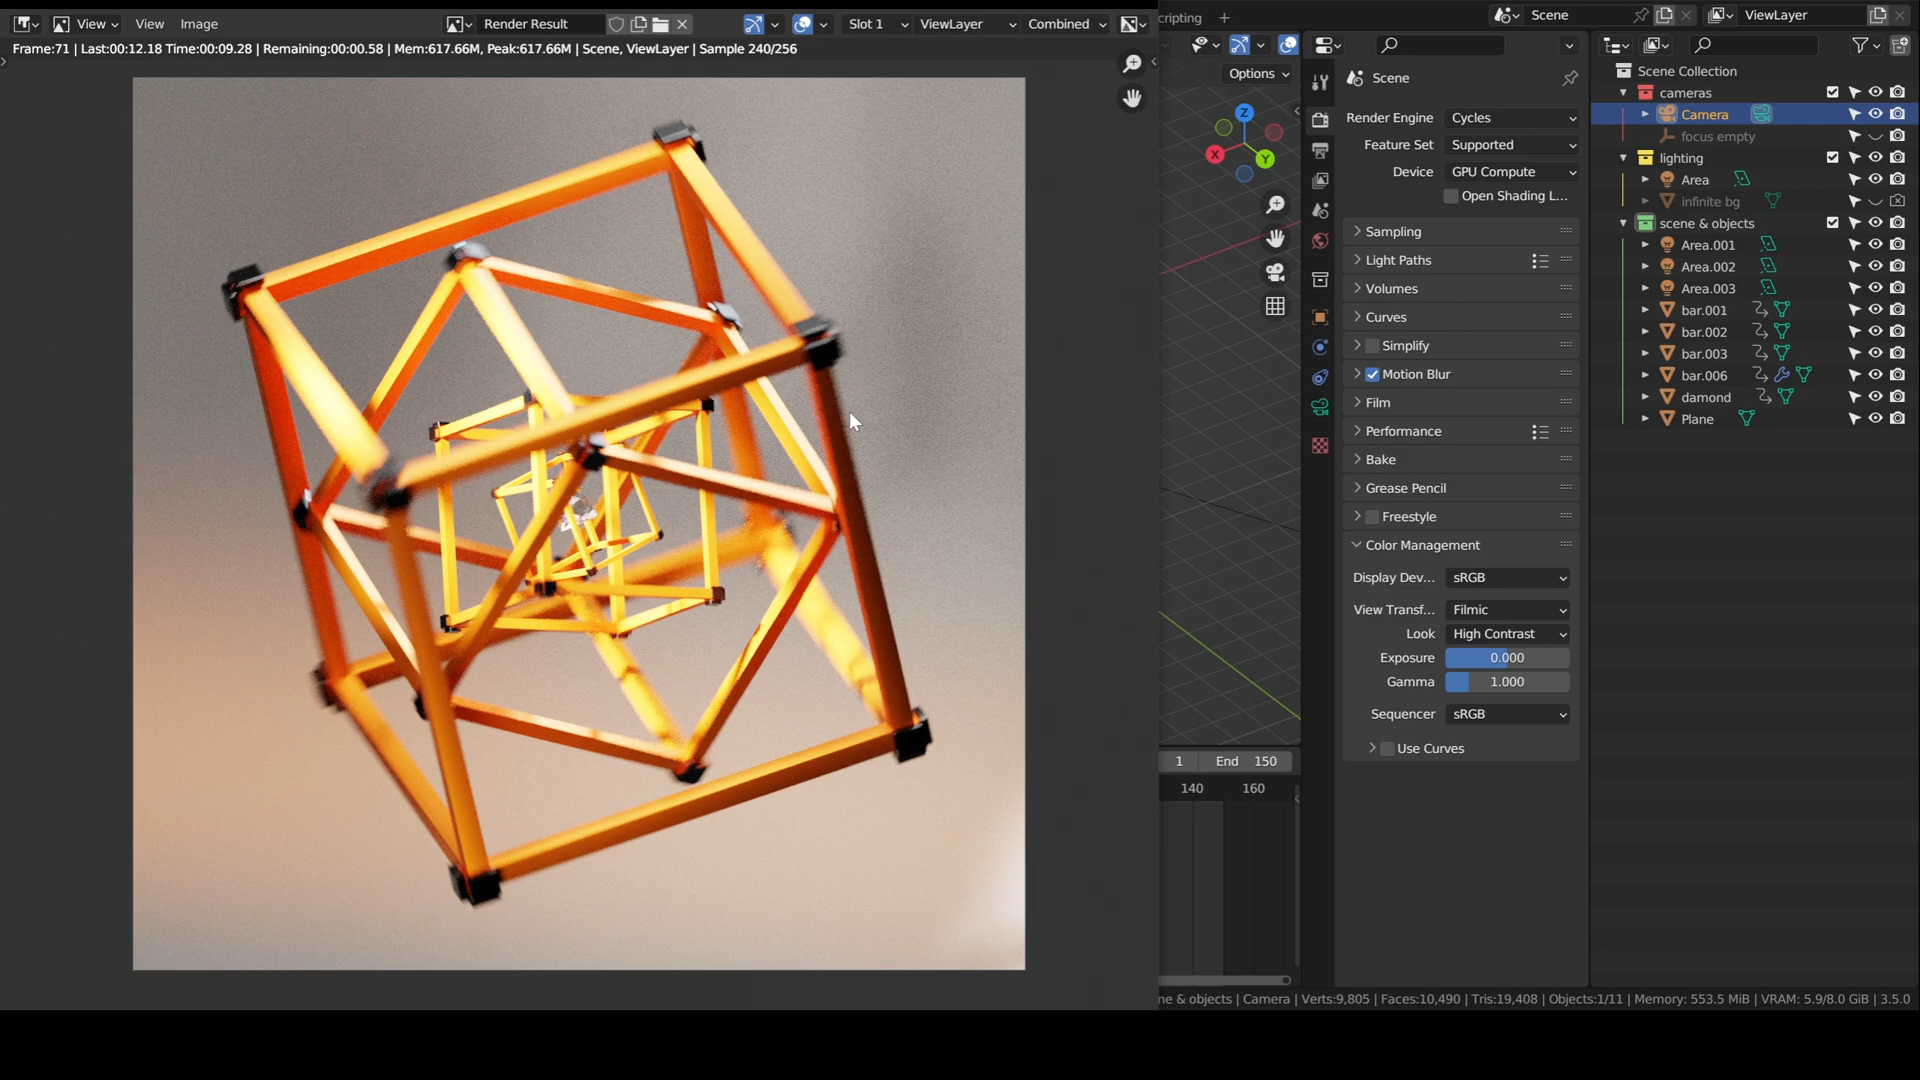 View View Image Render Result Slot 1 ViewLayer Combined
Frame:71 | Last:00:12.18 Time:00:09.28 | Remaining:00:00.58 | Mem:617.66M, Peak:617.66M | Scene, ViewLayer | Sample 240/256
cripting + Scene ViewLayer
Options
Z
X
Y
1 End 150
140 160
Scene
Render Engine Cycles
Feature Set Supported
Device GPU Compute
Open Shading L...
Sampling
Light Paths
Volumes
Curves
Simplify
Motion Blur
Film
Performance
Bake
Grease Pencil
Freestyle
Color Management
Display Dev... sRGB
View Transf... Filmic
Look High Contrast
Exposure 0.000
Gamma 1.000
Sequencer sRGB
Use Curves
Scene Collection
cameras
Camera
focus empty
lighting
Area
infinite bg
scene & objects
Area.001
Area.002
Area.003
bar.001
bar.002
bar.003
bar.006
damond
Plane
ne & objects | Camera | Verts:9,805 | Faces:10,490 | Tris:19,408 | Objects:1/11 | Memory: 553.5 MiB | VRAM: 5.9/8.0 GiB | 3.5.0